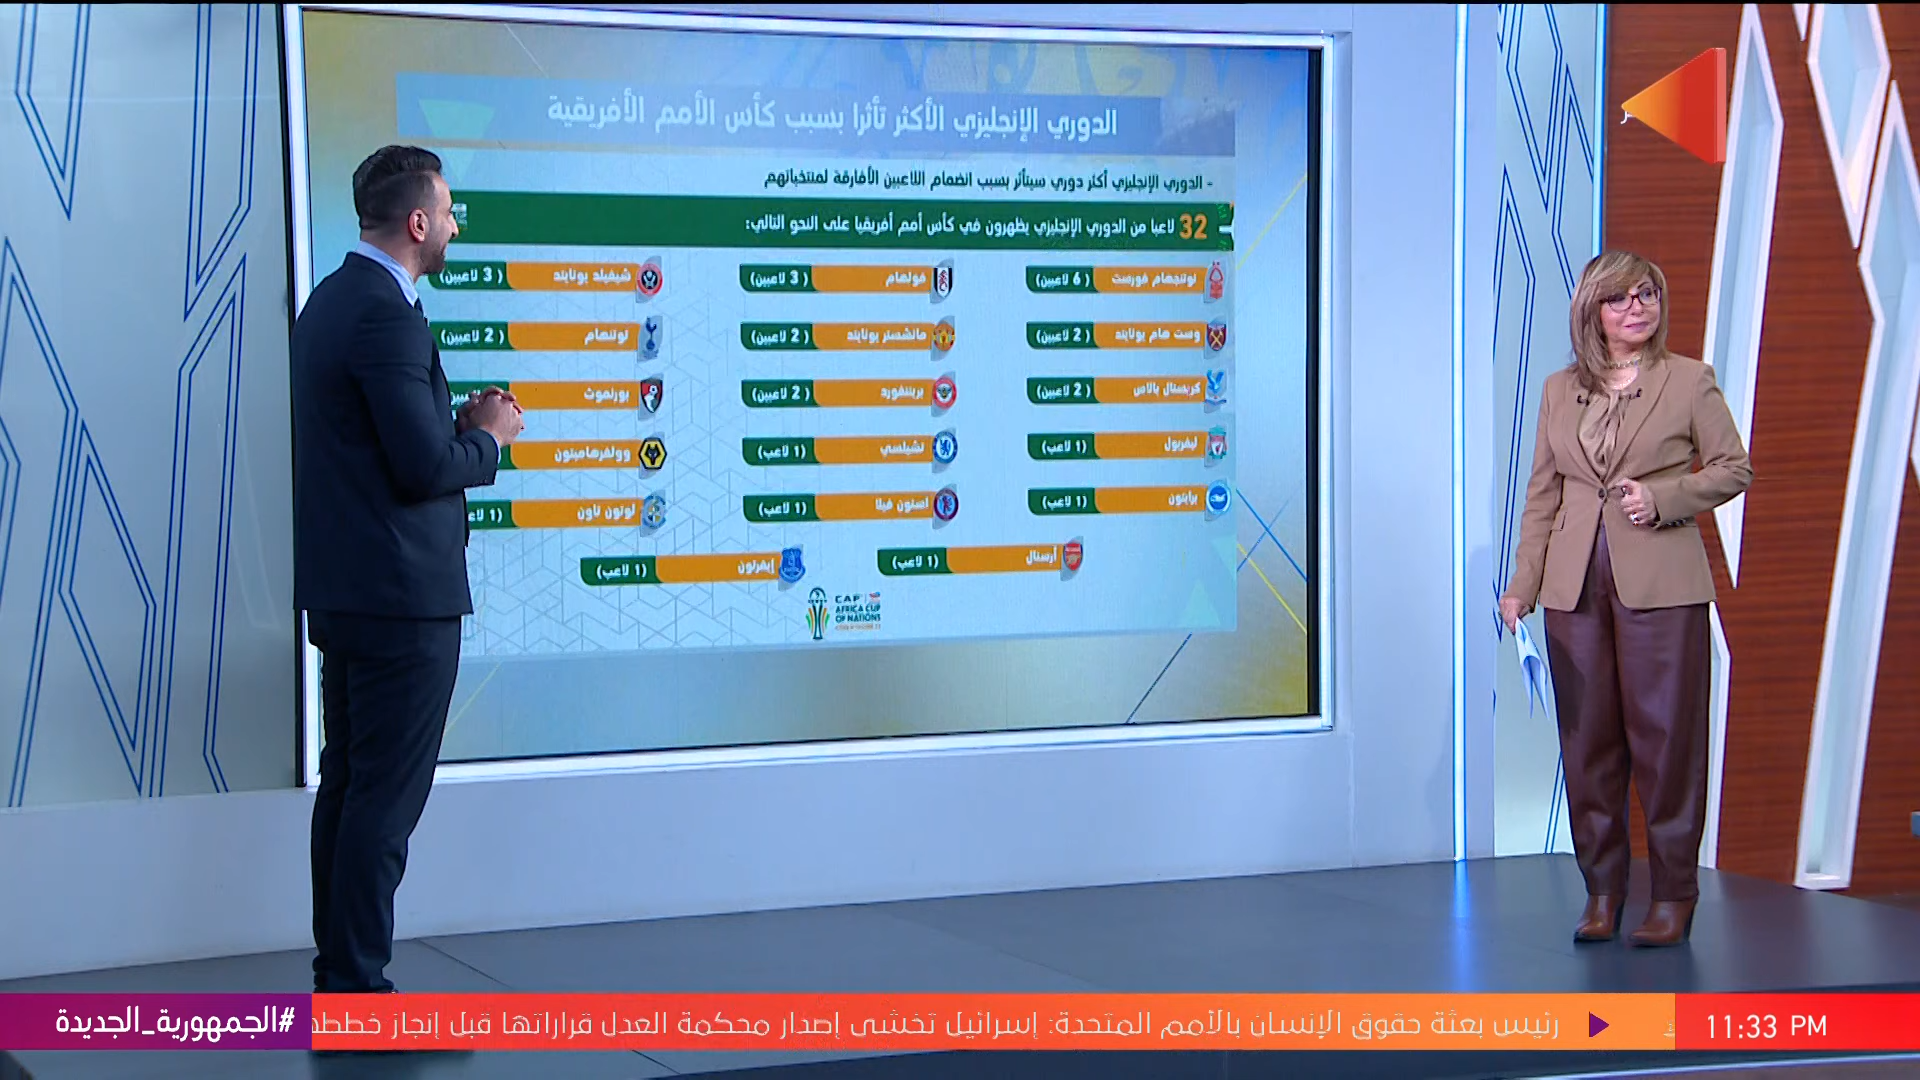 الدوري الإنجليزي الأكثر تأثرا بسبب كأس الأمم الأفريقية
- الدوري الإنجليزي أكثر دوري سيتأثر بسبب انضمام اللاعبين الأفارقة لمنتخباتهم
32 لاعبا من الدوري الإنجليزي يظهرون في كأس أمم أفريقيا على النحو التالي:
نوتنجهام فورست (6 لاعبين)
فولهام (3 لاعبين)
شيفيلد يونايتد (3 لاعبين)
وست هام يونايتد (2 لاعبين)
مانشستر يونايتد (2 لاعبين)
توتنهام (2 لاعبين)
كريستال بالاس (2 لاعبين)
برينتفورد (2 لاعبين)
بورنموث
ليفربول (1 لاعب)
تشيلسي (1 لاعب)
وولفرهامبتون
برايتون (1 لاعب)
استون فيلا (1 لاعب)
لوتون تاون (1
أرسنال (1 لاعب)
إيفرتون (1 لاعب)
CAF
AFRICA CUP
OF NATIONS
11:33 PM
رئيس بعثة حقوق الإنسان بالأمم المتحدة: إسرائيل تخشى إصدار محكمة العدل قراراتها قبل إنجاز
#الجمهورية_الجديدة